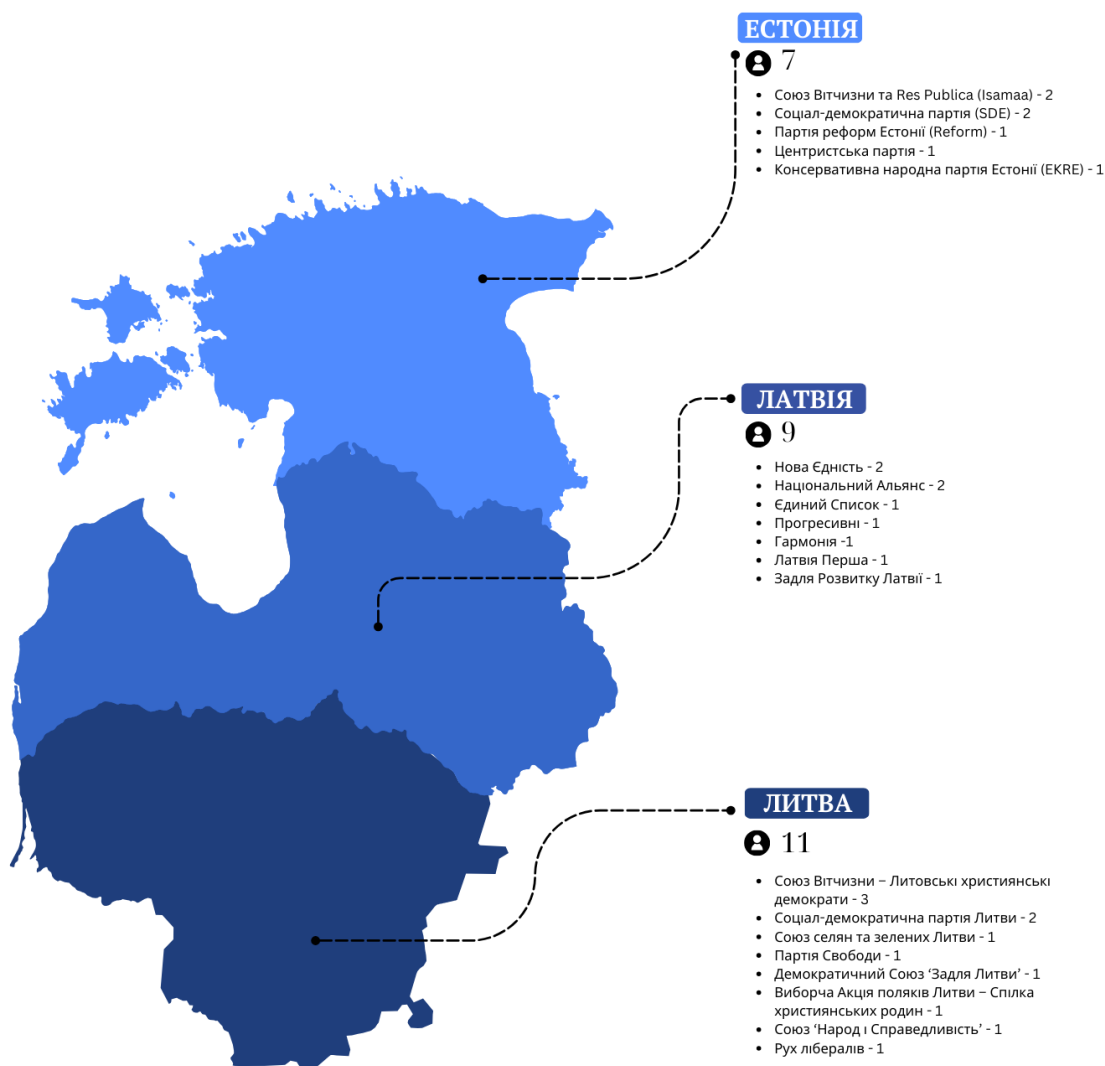 ЕСТОНІЯ
7
• Союз Вітчизни та Res Publica (Isamaa) - 2
• Соціал-демократична партія (SDE) - 2
• Партія реформ Естонії (Reform) - 1
• Центристська партія - 1
• Консервативна народна партія Естонії (EKRE) - 1
ЛАТВІЯ
9
• Нова Єдність - 2
• Національний Альянс - 2
• Єдиний Список - 1
• Прогресивні - 1
• Гармонія -1
• Латвія Перша - 1
• Задля Розвитку Латвії - 1
ЛИТВА
11
• Союз Вітчизни – Литовські християнські
демократи - 3
• Соціал-демократична партія Литви - 2
• Союз селян та зелених Литви - 1
• Партія Свободи - 1
• Демократичний Союз ‘Задля Литви’ - 1
• Виборча Акція поляків Литви – Спілка
християнських родин - 1
• Союз ‘Народ і Справедливість’ - 1
• Рух лібералів - 1